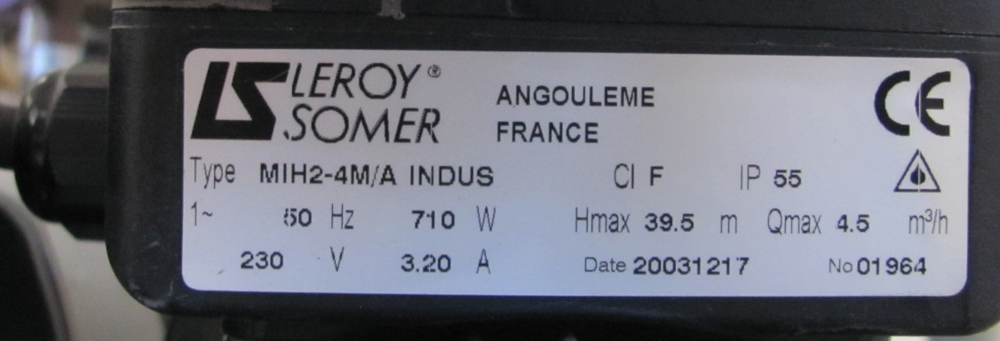 LEROY®
SOMER
ANGOULEME
FRANCE
CE
Type MIH2-4M/A INDUS CI F IP 55
1~ 50 Hz 710 W Hmax 39.5 m Qmax 4.5 m³/h
230 V 3.20 A Date 20031217 No 01964